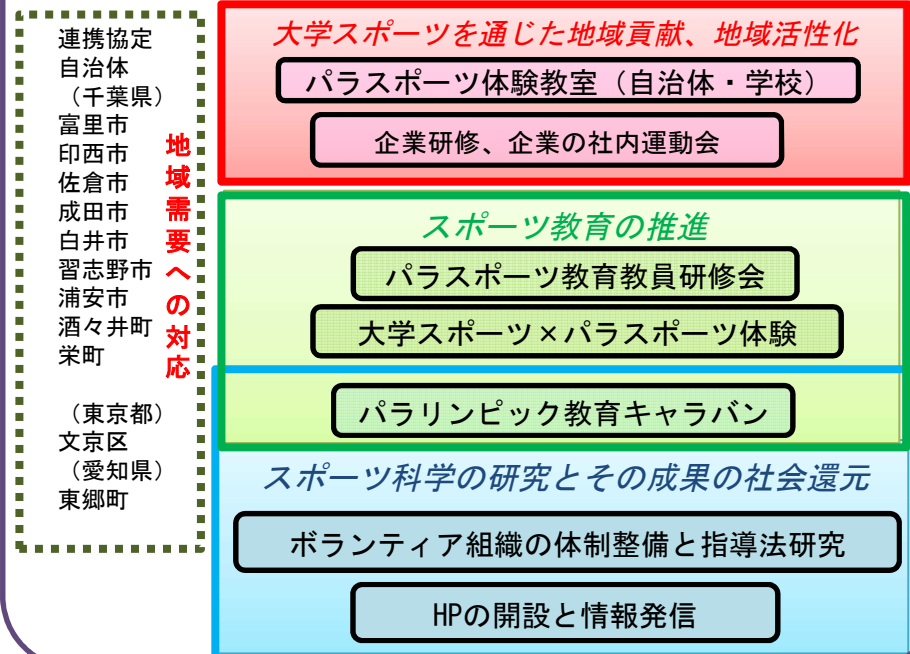 連携協定
自治体
（千葉県）
富里市
印西市
佐倉市
成田市
白井市
習志野市
浦安市
酒々井町
栄町
（東京都）
文京区
（愛知県）
東郷町
地域需要への対応
大学スポーツを通じた地域貢献、地域活性化
パラスポーツ体験教室（自治体・学校）
企業研修、企業の社内運動会
スポーツ教育の推進
パラスポーツ教育教員研修会
大学スポーツ×パラスポーツ体験
パラリンピック教育キャラバン
スポーツ科学の研究とその成果の社会還元
ボランティア組織の体制整備と指導法研究
HPの開設と情報発信